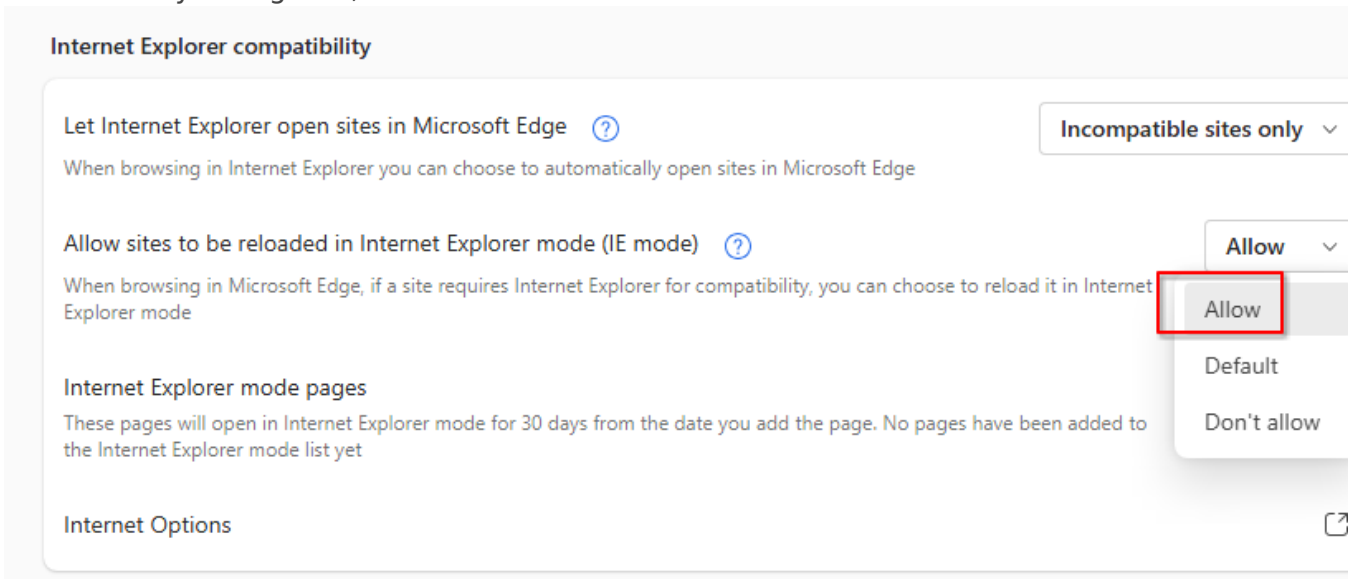 Internet Explorer compatibility
Let Internet Explorer open sites in Microsoft Edge
Incompatible sites only
When browsing in Internet Explorer you can choose to automatically open sites in Microsoft Edge
Allow sites to be reloaded in Internet Explorer mode (IE mode)
Allow
When browsing in Microsoft Edge, if a site requires Internet Explorer for compatibility, you can choose to reload it in Internet
Explorer mode
Allow
Default
Don't allow
Internet Explorer mode pages
These pages will open in Internet Explorer mode for 30 days from the date you add the page. No pages have been added to
the Internet Explorer mode list yet
Internet Options